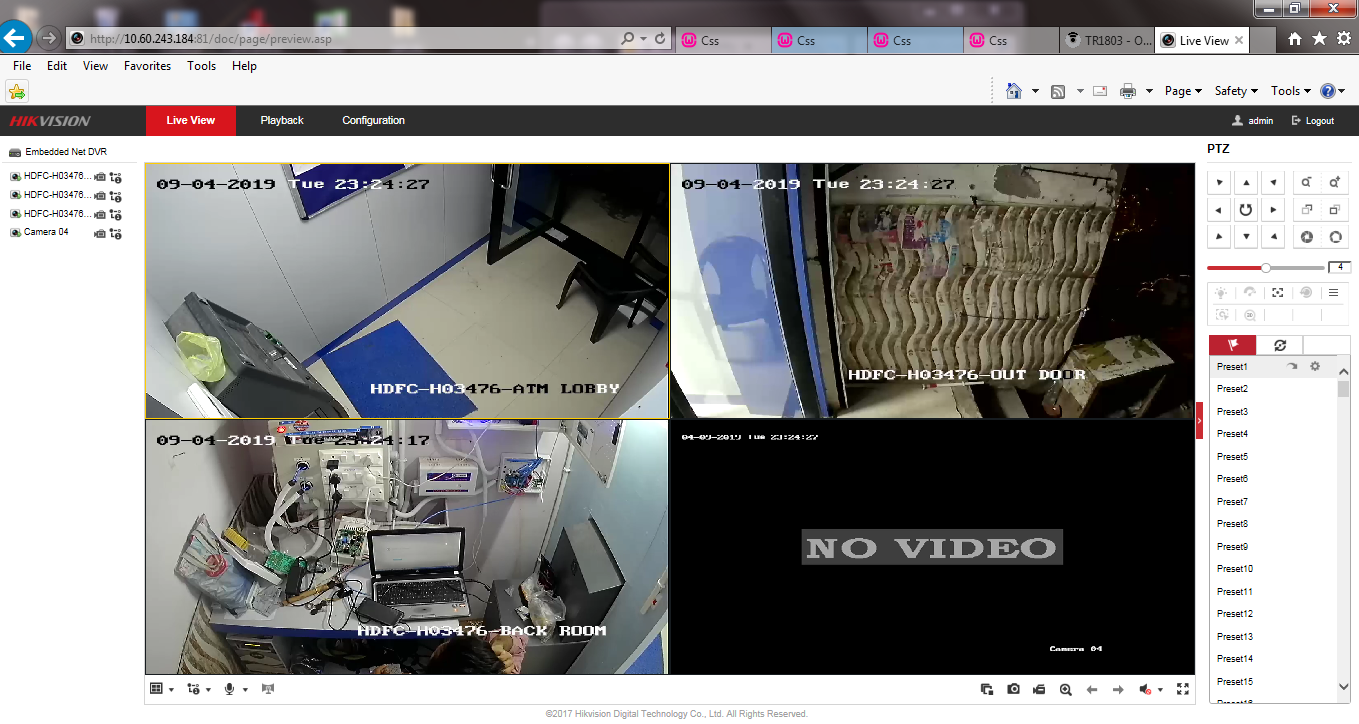 http://10.60.243.184:81/doc/page/preview.asp
Css
Css
Css
Css
TR1803 - O...
Live View
File Edit View Favorites Tools Help
Page Safety Tools
HIKVISION
Live View Playback Configuration
admin Logout
Embedded Net DVR
HDFC-H03476...
HDFC-H03476...
HDFC-H03476...
Camera 04
09-04-2019 Tue 23:24:27
HDFC-H03476-ATM LOBBY
09-04-2019 Tue 23:24:27
HDFC-H03476-OUT DOOR
09-04-2019 Tue 23:24:17
HDFC-H03476-BACK ROOM
04-09-2019 Tue 23:24:27
NO VIDEO
Camera 04
PTZ
4
Preset1
Preset2
Preset3
Preset4
Preset5
Preset6
Preset7
Preset8
Preset9
Preset10
Preset11
Preset12
Preset13
Preset14
Preset15
©2017 Hikvision Digital Technology Co., Ltd. All Rights Reserved.